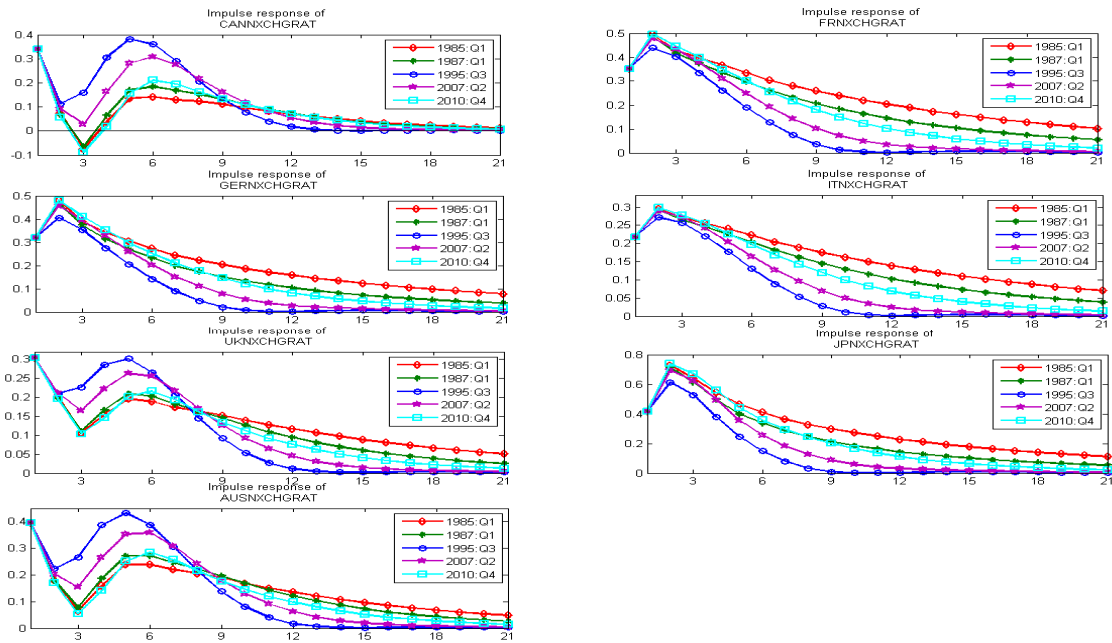 Impulse response of
CANNXCHGRAT
0.4
0.3
0.2
0.1
0
-0.1
3 6 9 12 15 18 21
1985:Q1
1987:Q1
1995:Q3
2007:Q2
2010:Q4
Impulse response of
FRNXCHGRAT
0.5
0.4
0.3
0.2
0.1
0
3 6 9 12 15 18 21
1985:Q1
1987:Q1
1995:Q3
2007:Q2
2010:Q4
Impulse response of
GERNXCHGRAT
0.5
0.4
0.3
0.2
0.1
0
3 6 9 12 15 18 21
1985:Q1
1987:Q1
1995:Q3
2007:Q2
2010:Q4
Impulse response of
ITNXCHGRAT
0.3
0.25
0.2
0.15
0.1
0.05
0
3 6 9 12 15 18 21
1985:Q1
1987:Q1
1995:Q3
2007:Q2
2010:Q4
Impulse response of
UKNXCHGRAT
0.3
0.25
0.2
0.15
0.1
0.05
0
3 6 9 12 15 18 21
1985:Q1
1987:Q1
1995:Q3
2007:Q2
2010:Q4
Impulse response of
JPNXCHGRAT
0.8
0.6
0.4
0.2
0
3 6 9 12 15 18 21
1985:Q1
1987:Q1
1995:Q3
2007:Q2
2010:Q4
Impulse response of
AUSNXCHGRAT
0.4
0.3
0.2
0.1
0
3 6 9 12 15 18 21
1985:Q1
1987:Q1
1995:Q3
2007:Q2
2010:Q4